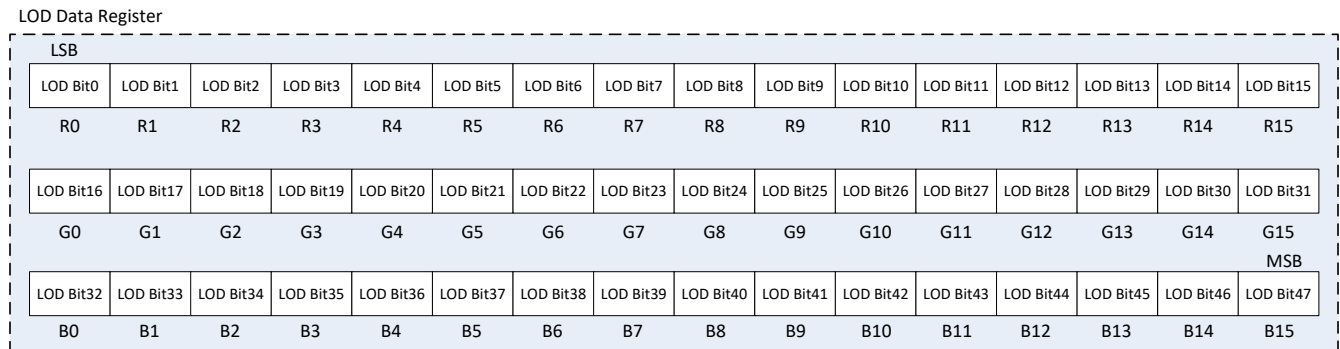 LOD Data Register
LSB
LOD Bit0 LOD Bit1 LOD Bit2 LOD Bit3 LOD Bit4 LOD Bit5 LOD Bit6 LOD Bit7 LOD Bit8 LOD Bit9 LOD Bit10 LOD Bit11 LOD Bit12 LOD Bit13 LOD Bit14 LOD Bit15
R0 R1 R2 R3 R4 R5 R6 R7 R8 R9 R10 R11 R12 R13 R14 R15
LOD Bit16 LOD Bit17 LOD Bit18 LOD Bit19 LOD Bit20 LOD Bit21 LOD Bit22 LOD Bit23 LOD Bit24 LOD Bit25 LOD Bit26 LOD Bit27 LOD Bit28 LOD Bit29 LOD Bit30 LOD Bit31
G0 G1 G2 G3 G4 G5 G6 G7 G8 G9 G10 G11 G12 G13 G14 G15
MSB
LOD Bit32 LOD Bit33 LOD Bit34 LOD Bit35 LOD Bit36 LOD Bit37 LOD Bit38 LOD Bit39 LOD Bit40 LOD Bit41 LOD Bit42 LOD Bit43 LOD Bit44 LOD Bit45 LOD Bit46 LOD Bit47
B0 B1 B2 B3 B4 B5 B6 B7 B8 B9 B10 B11 B12 B13 B14 B15